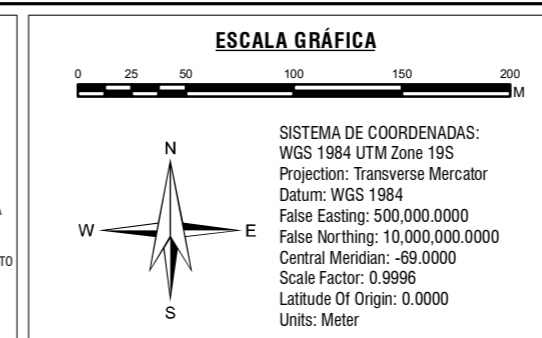 ESCALA GRÁFICA
0 25 50 100 150 200
M
N
W E
S
SISTEMA DE COORDENADAS:
WGS 1984 UTM Zone 19S
Projection: Transverse Mercator
Datum: WGS 1984
False Easting: 500,000.0000
False Northing: 10,000,000.0000
Central Meridian: -69.0000
Scale Factor: 0.9996
Latitude Of Origin: 0.0000
Units: Meter
A
TO